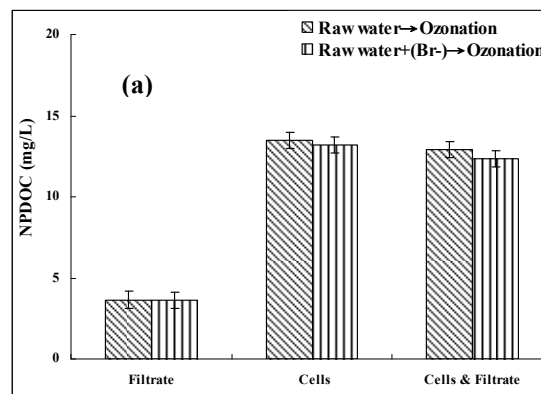 Raw water→Ozonation
Raw water+(Br-)→Ozonation
(a)
NPDOC (mg/L)
20
15
10
5
0
Filtrate
Cells
Cells & Filtrate